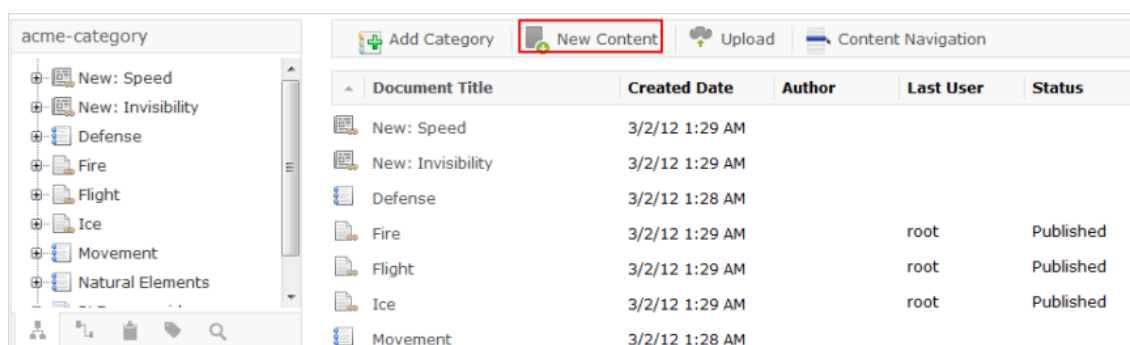 acme-category
New: Speed
New: Invisibility
Defense
Fire
Flight
Ice
Movement
Natural Elements
Add Category New Content Upload Content Navigation
Document Title Created Date Author Last User Status
New: Speed 3/2/12 1:29 AM
New: Invisibility 3/2/12 1:29 AM
Defense 3/2/12 1:28 AM
Fire 3/2/12 1:29 AM root Published
Flight 3/2/12 1:29 AM root Published
Ice 3/2/12 1:29 AM root Published
Movement 3/2/12 1:28 AM